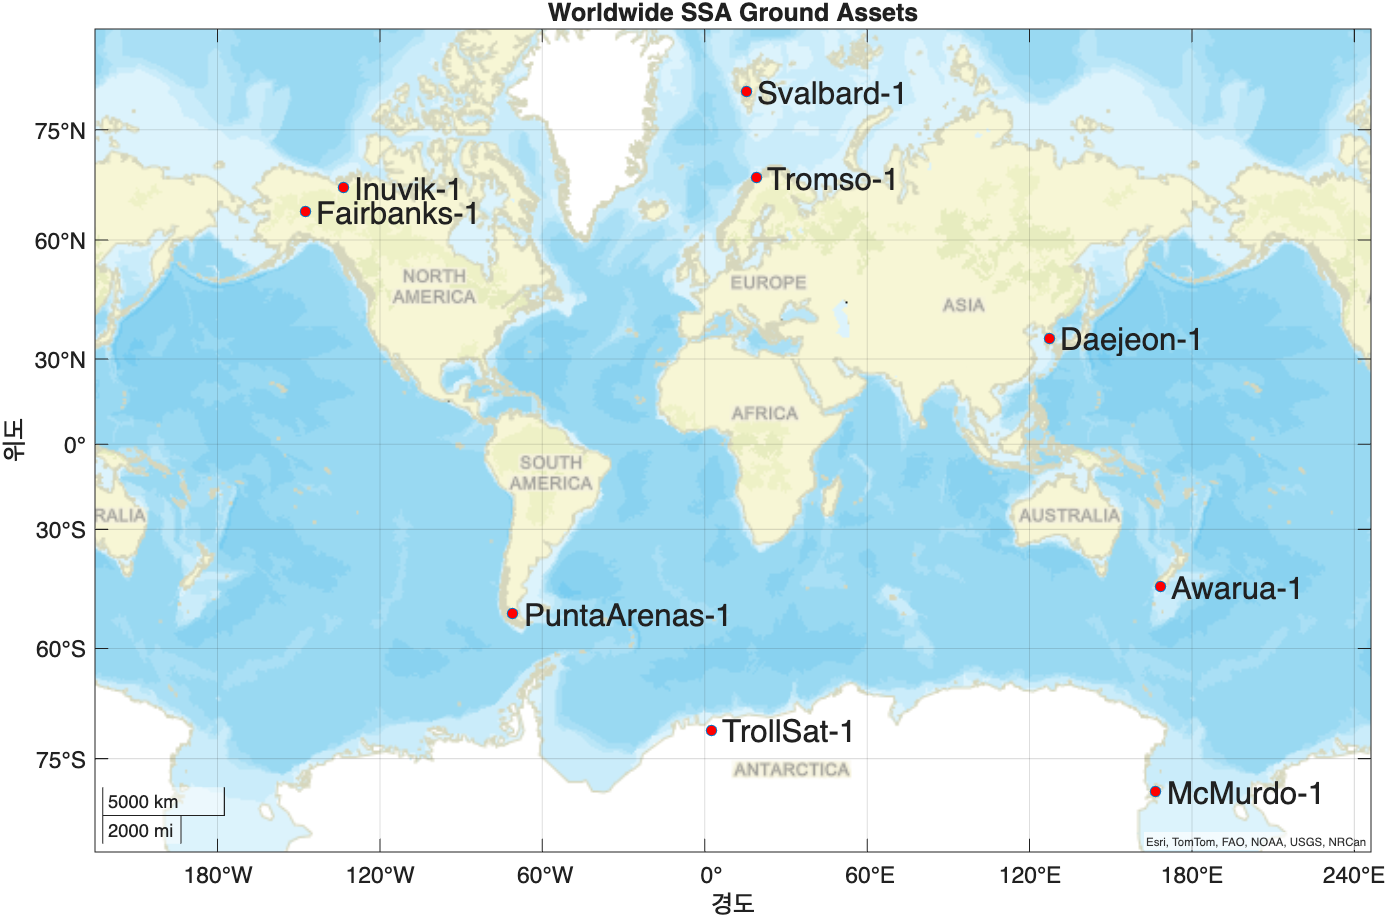 Worldwide SSA Ground Assets
Svalbard-1
75°N
Tromso-1
Inuvik-1
Fairbanks-1
60°N
NORTH
AMERICA
EUROPE
ASIA
Daejeon-1
30°N
AFRICA
위도
0°
SOUTH
AMERICA
RALIA
AUSTRALIA
30°S
Awarua-1
PuntaArenas-1
60°S
TrollSat-1
75°S
ANTARCTICA
McMurdo-1
5000 km
2000 mi
Esri, TomTom, FAO, NOAA, USGS, NRCan
180°W 120°W 60°W 0° 60°E 120°E 180°E 240°E
경도